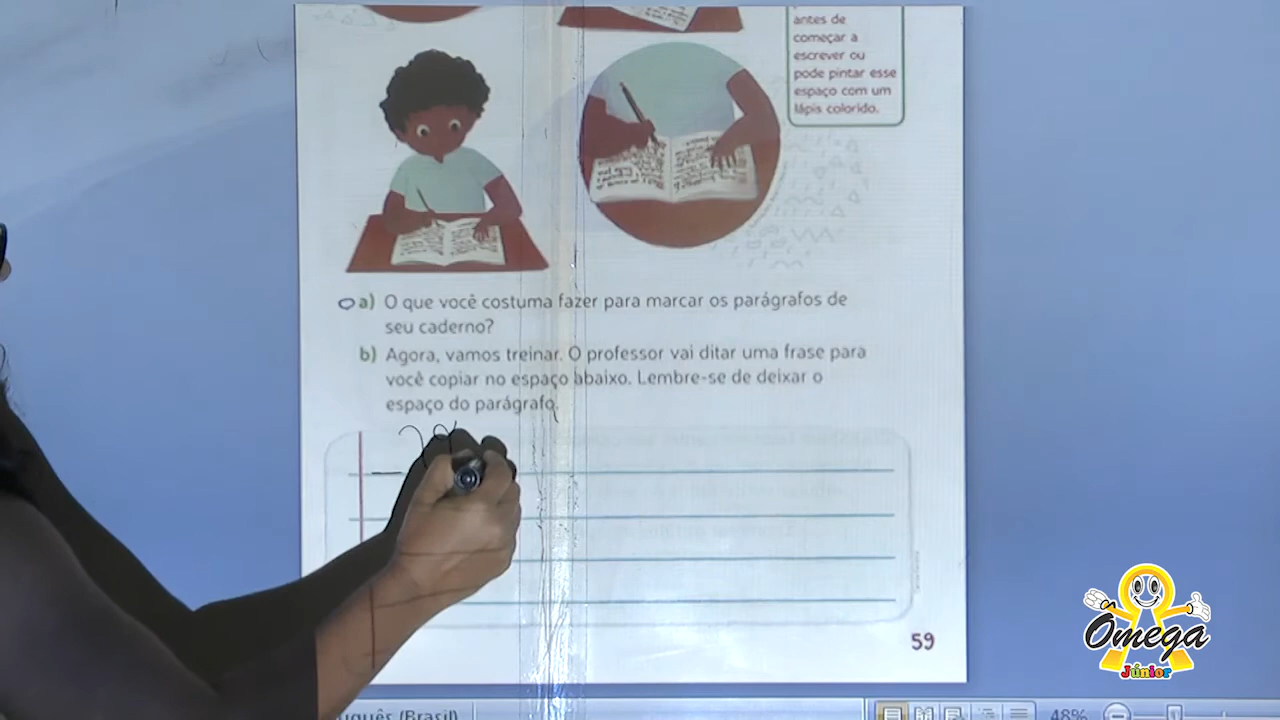 antes de
começar a
escrever ou
pode pintar esse
espaço com um
lápis colorido.
a) O que você costuma fazer para marcar os parágrafos de
seu caderno?
b) Agora, vamos treinar. O professor vai ditar uma frase para
você copiar no espaço abaixo. Lembre-se de deixar o
espaço do parágrafo.
59
Ômega
Júnior
(Brasil)
48%